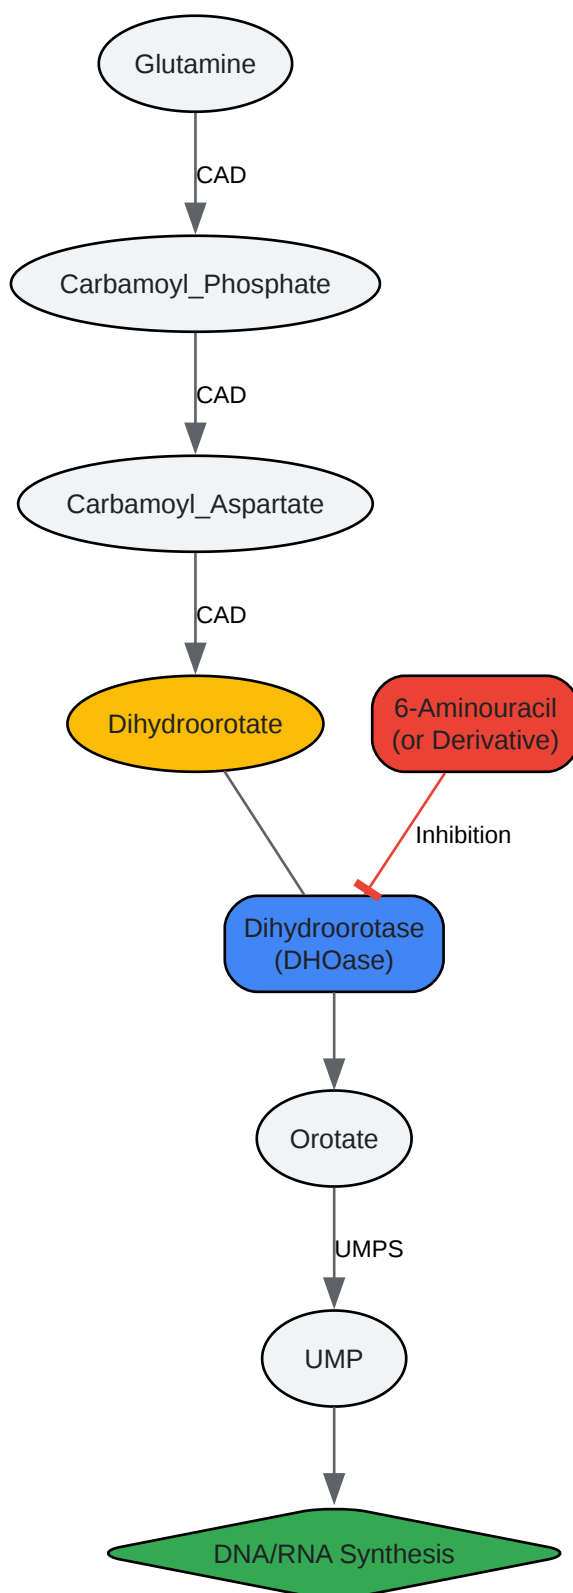 Glutamine
CAD
Carbamoyl_Phosphate
CAD
Carbamoyl_Aspartate
CAD
Dihydroorotate
6-Aminouracil
(or Derivative)
Inhibition
Dihydroorotase
(DHOase)
Orotate
UMPS
UMP
DNA/RNA Synthesis